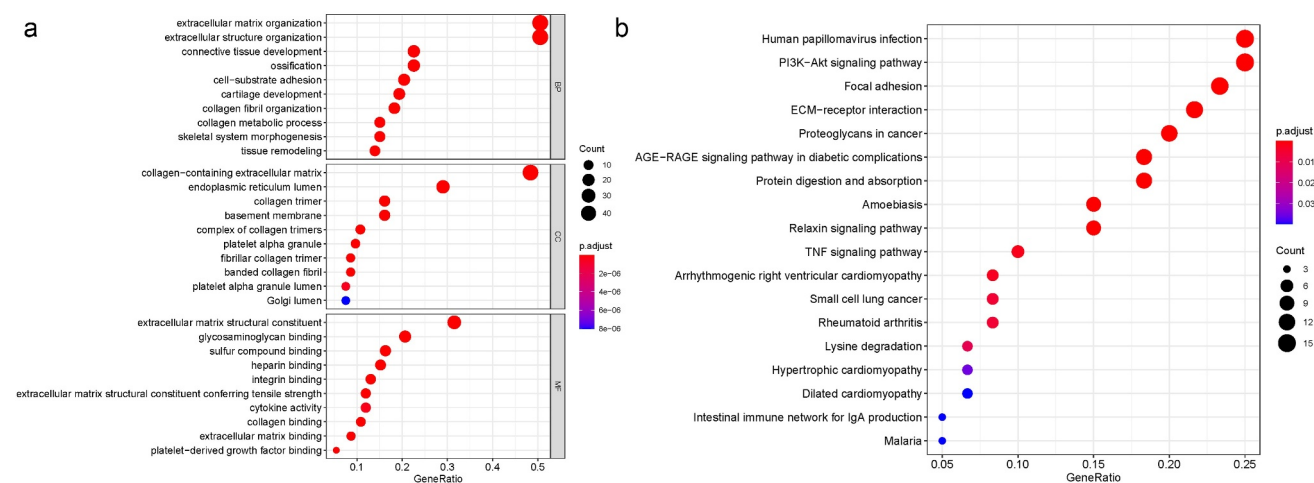 a
extracellular matrix organization
extracellular structure organization
connective tissue development
ossification
cell−substrate adhesion
cartilage development
collagen fibril organization
collagen metabolic process
skeletal system morphogenesis
tissue remodeling
BP
collagen−containing extracellular matrix
endoplasmic reticulum lumen
collagen trimer
basement membrane
complex of collagen trimers
platelet alpha granule
fibrillar collagen trimer
banded collagen fibril
platelet alpha granule lumen
Golgi lumen
CC
extracellular matrix structural constituent
glycosaminoglycan binding
sulfur compound binding
heparin binding
integrin binding
extracellular matrix structural constituent conferring tensile strength
cytokine activity
collagen binding
extracellular matrix binding
platelet−derived growth factor binding
MF
0.1 0.2 0.3 0.4 0.5
GeneRatio
Count
10
20
30
40
p.adjust
2e−06
4e−06
6e−06
8e−06
b
Human papillomavirus infection
PI3K−Akt signaling pathway
Focal adhesion
ECM−receptor interaction
Proteoglycans in cancer
AGE−RAGE signaling pathway in diabetic complications
Protein digestion and absorption
Amoebiasis
Relaxin signaling pathway
TNF signaling pathway
Arrhythmogenic right ventricular cardiomyopathy
Small cell lung cancer
Rheumatoid arthritis
Lysine degradation
Hypertrophic cardiomyopathy
Dilated cardiomyopathy
Intestinal immune network for IgA production
Malaria
0.05 0.10 0.15 0.20 0.25
GeneRatio
p.adjust
0.01
0.02
0.03
Count
3
6
9
12
15